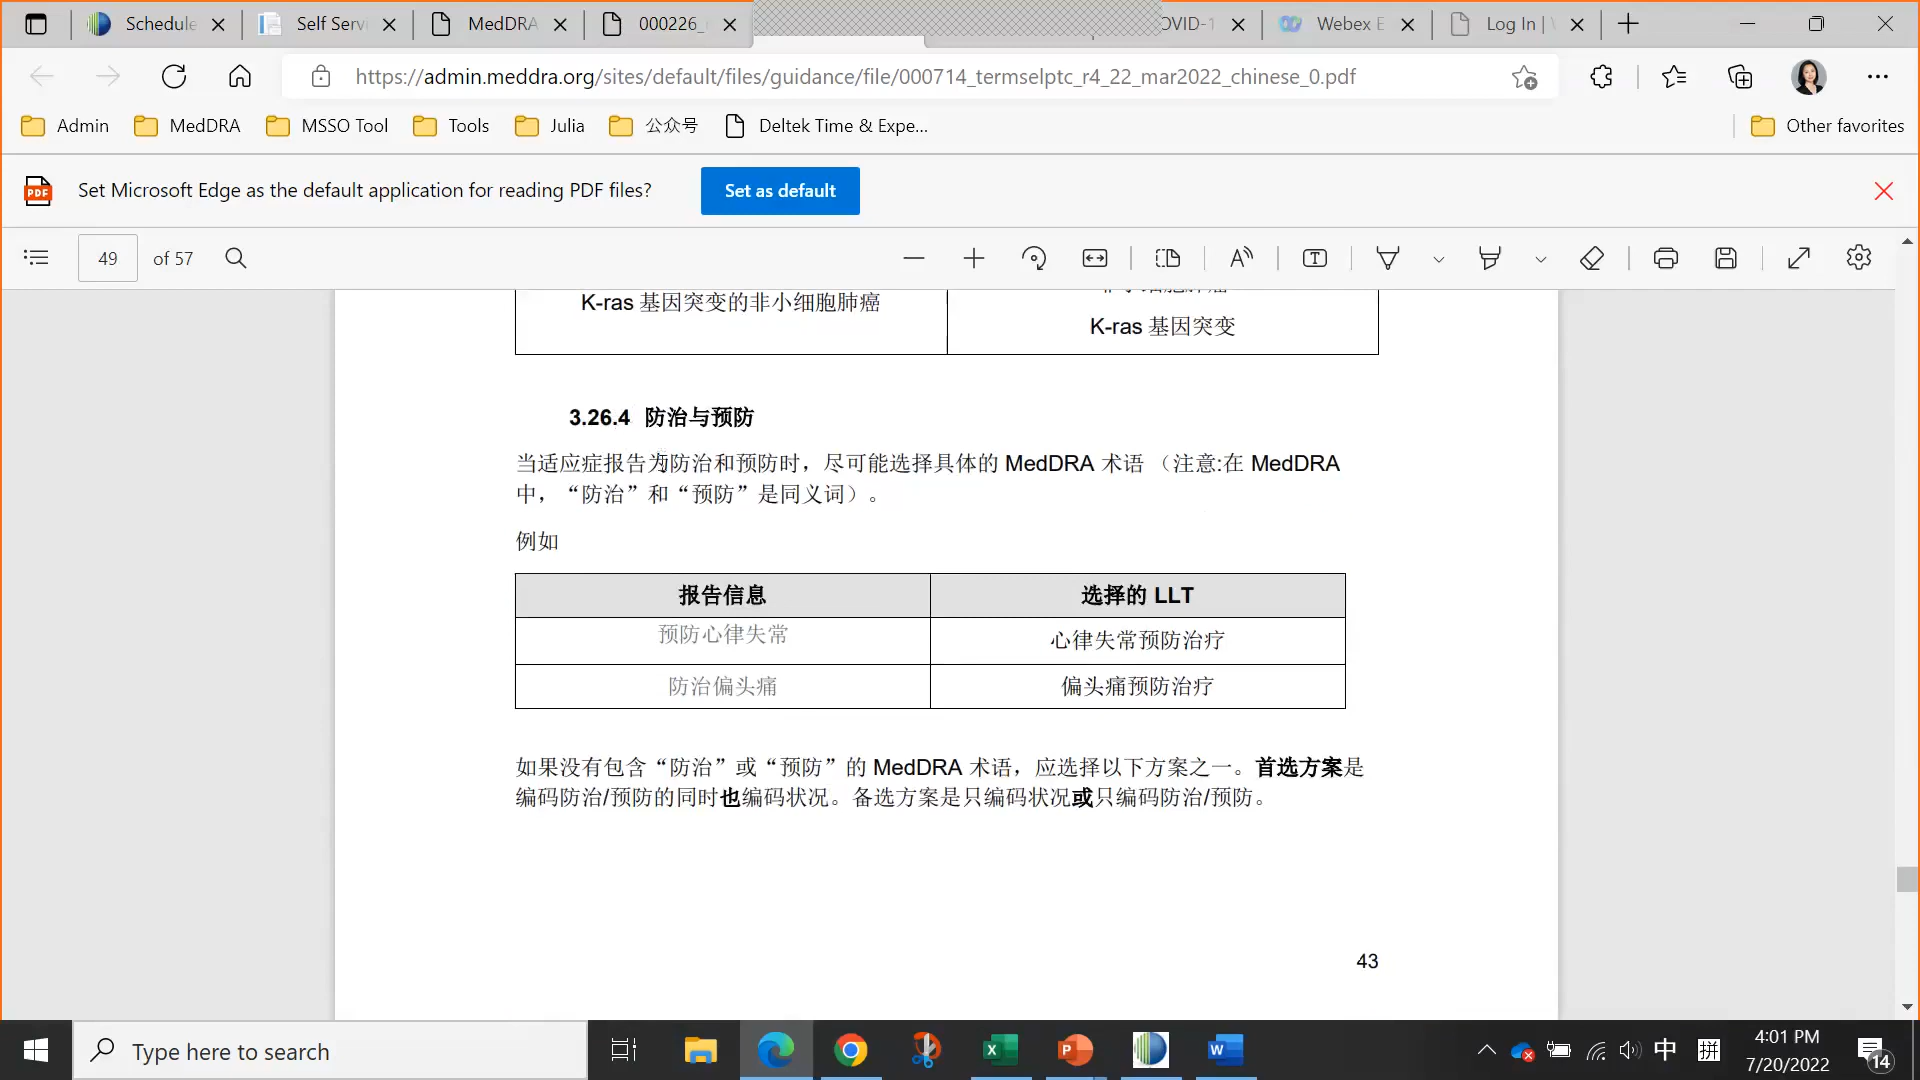 Schedule
Self Servi
MedDRA
000226_
OVID-1
Webex E
Log In |
https://admin.meddra.org/sites/default/files/guidance/file/000714_termselptc_r4_22_mar2022_chinese_0.pdf
Admin
MedDRA
MSSO Tool
Tools
Julia
公众号
Deltek Time & Expe...
Other favorites
PDF
Set Microsoft Edge as the default application for reading PDF files?
Set as default
49
of 57
K-ras 基因突变的非小细胞肺癌
K-ras 基因突变
3.26.4 防治与预防
当适应症报告为防治和预防时，尽可能选择具体的 MedDRA 术语 （注意:在 MedDRA
中，“防治”和“预防”是同义词）。
例如
报告信息
选择的 LLT
预防心律失常
心律失常预防治疗
防治偏头痛
偏头痛预防治疗
如果没有包含“防治”或“预防”的 MedDRA 术语，应选择以下方案之一。首选方案是
编码防治/预防的同时也编码状况。备选方案是只编码状况或只编码防治/预防。
43
Type here to search
中
拼
4:01 PM
7/20/2022
14